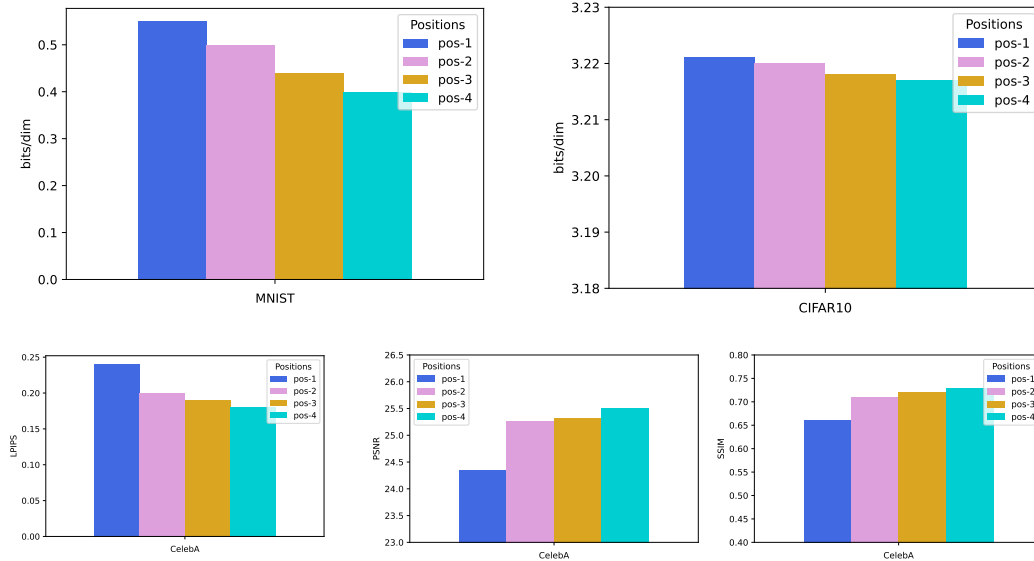 0.5
0.4
0.3
0.2
0.1
0.0
bits/dim
MNIST
Positions
pos-1
pos-2
pos-3
pos-4
3.23
3.22
3.21
3.20
3.19
3.18
bits/dim
CIFAR10
Positions
pos-1
pos-2
pos-3
pos-4
0.25
0.20
0.15
0.10
0.05
0.00
LPIPS
CelebA
Positions
pos-1
pos-2
pos-3
pos-4
26.5
26.0
25.5
25.0
24.5
24.0
23.5
23.0
PSNR
CelebA
Positions
pos-1
pos-2
pos-3
pos-4
0.80
0.75
0.70
0.65
0.60
0.55
0.50
0.45
0.40
SSIM
CelebA
Positions
pos-1
pos-2
pos-3
pos-4